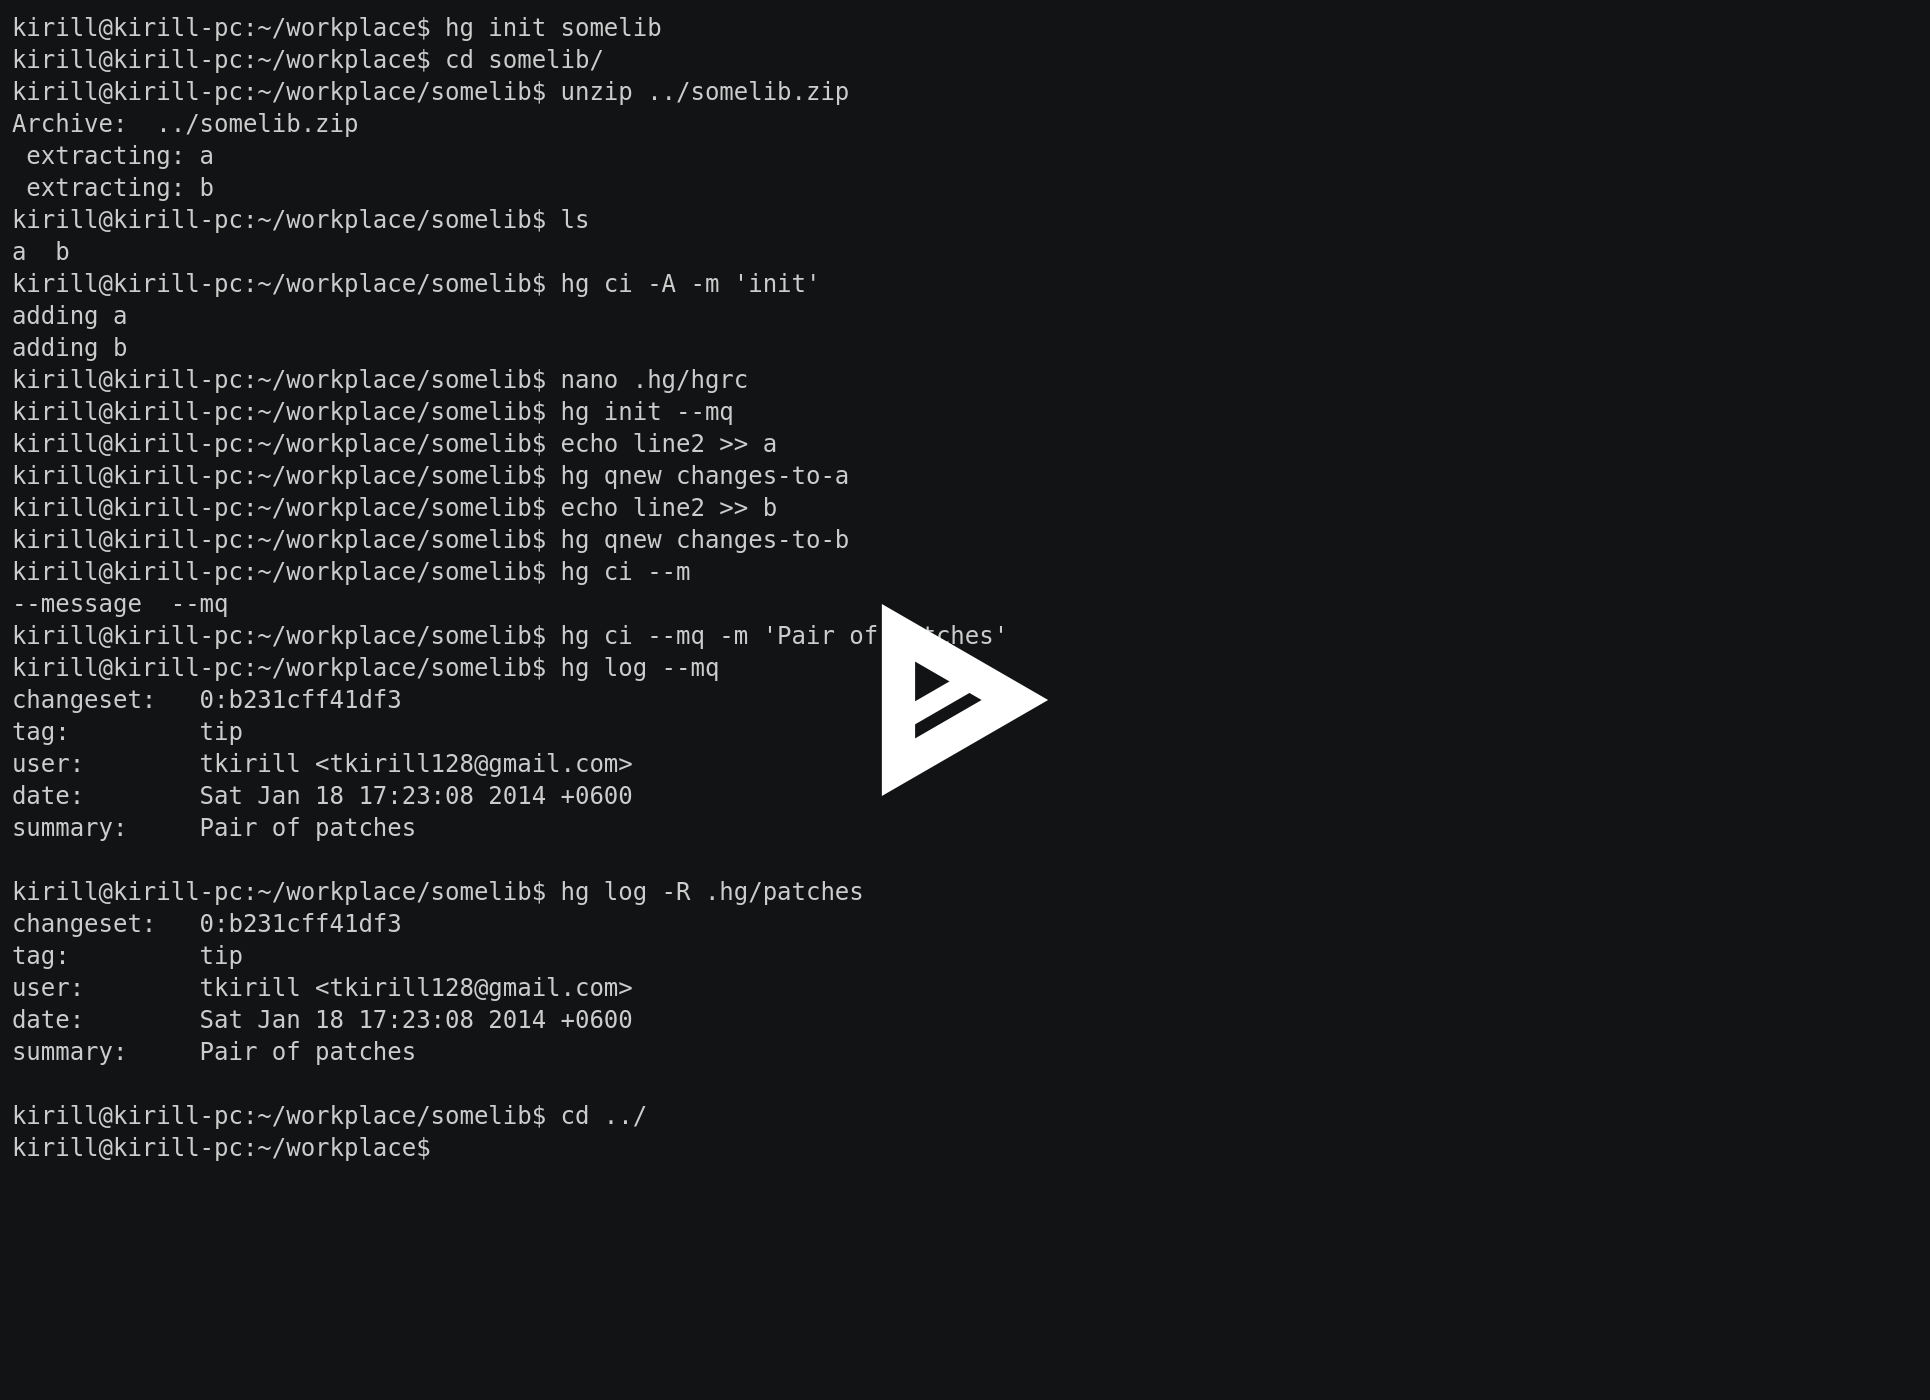 kirill@kirill-pc:~/workplace$ hg init somelib
kirill@kirill-pc:~/workplace$ cd somelib/
kirill@kirill-pc:~/workplace/somelib$ unzip ../somelib.zip
Archive:  ../somelib.zip
 extracting: a
 extracting: b
kirill@kirill-pc:~/workplace/somelib$ ls
a  b
kirill@kirill-pc:~/workplace/somelib$ hg ci -A -m 'init'
adding a
adding b
kirill@kirill-pc:~/workplace/somelib$ nano .hg/hgrc
kirill@kirill-pc:~/workplace/somelib$ hg init --mq
kirill@kirill-pc:~/workplace/somelib$ echo line2 >> a
kirill@kirill-pc:~/workplace/somelib$ hg qnew changes-to-a
kirill@kirill-pc:~/workplace/somelib$ echo line2 >> b
kirill@kirill-pc:~/workplace/somelib$ hg qnew changes-to-b
kirill@kirill-pc:~/workplace/somelib$ hg ci --m
--message  --mq
kirill@kirill-pc:~/workplace/somelib$ hg ci --mq -m 'Pair of patches'
kirill@kirill-pc:~/workplace/somelib$ hg log --mq
changeset:   0:b231cff41df3
tag:         tip
user:        tkirill <tkirill128@gmail.com>
date:        Sat Jan 18 17:23:08 2014 +0600
summary:     Pair of patches

kirill@kirill-pc:~/workplace/somelib$ hg log -R .hg/patches
changeset:   0:b231cff41df3
tag:         tip
user:        tkirill <tkirill128@gmail.com>
date:        Sat Jan 18 17:23:08 2014 +0600
summary:     Pair of patches

kirill@kirill-pc:~/workplace/somelib$ cd ../
kirill@kirill-pc:~/workplace$